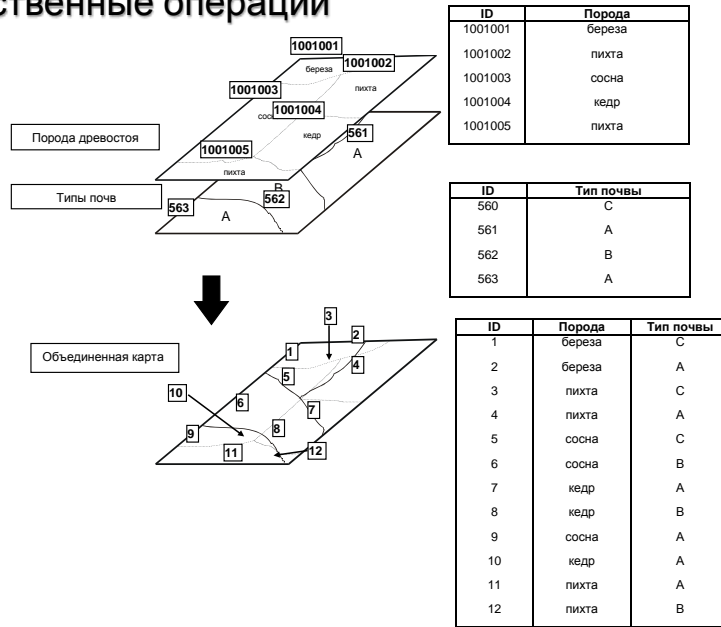 ственные операции
1001001
береза
1001002
пихта
1001003
сосн
1001004
кедр
561
A
Порода древостоя
1001005
пихта
B
Типы почв
563
562
A
ID Порода
1001001 береза
1001002 пихта
1001003 сосна
1001004 кедр
1001005 пихта
ID Тип почвы
560 C
561 A
562 B
563 A
Объединенная карта
3
2
1
4
5
10
6
7
8
9
11
12
ID Порода Тип почвы
1 береза C
2 береза A
3 пихта C
4 пихта A
5 сосна C
6 сосна B
7 кедр A
8 кедр B
9 сосна A
10 кедр A
11 пихта A
12 пихта B